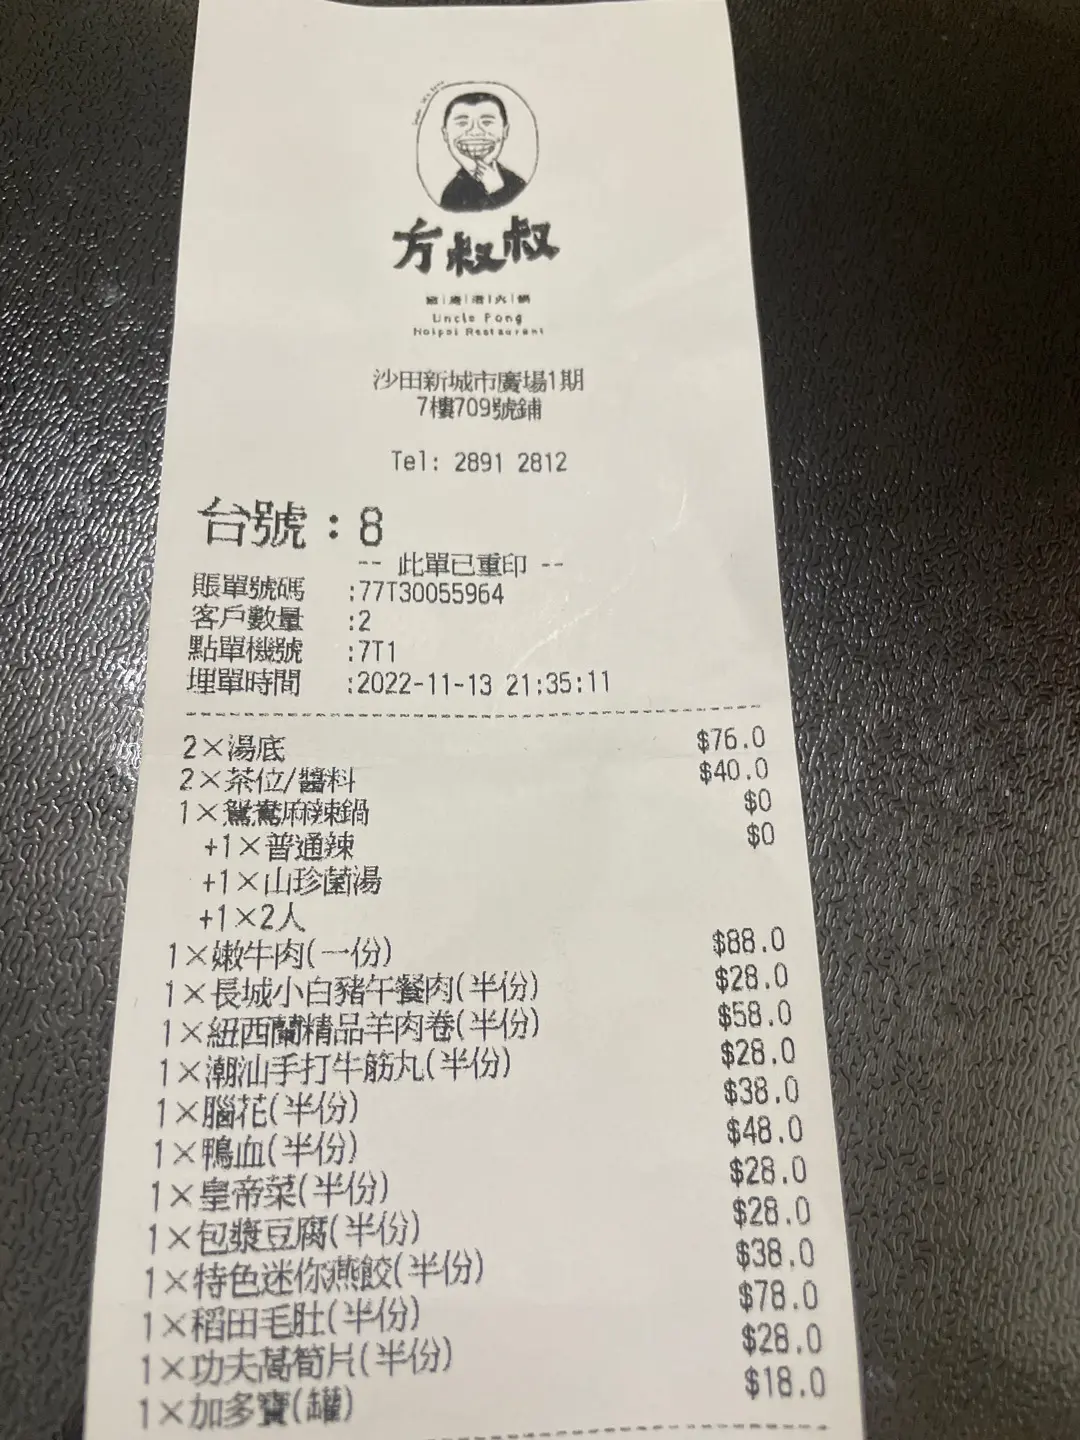 方叔叔
Uncle Fong
Hotpot Restaurant
沙田新城市廣場1期
7樓709號鋪
Tel: 2891 2812
台號：8
-- 此單已重印 --
賬單號碼 :77T30055964
客戶數量 :2
點單機號 :7T1
埋單時間 :2022-11-13 21:35:11
2×湯底 $76.0
2×茶位/醬料 $40.0
1×鴛鴦麻辣鍋 $0
+1×普通辣 $0
+1×山珍菌湯
+1×2人
1×嫩牛肉(一份) $88.0
1×長城小白豬午餐肉(半份) $28.0
1×紐西蘭精品羊肉卷(半份) $58.0
1×潮汕手打牛筋丸(半份) $28.0
1×腦花(半份) $38.0
1×鴨血(半份) $48.0
1×皇帝菜(半份) $28.0
1×包漿豆腐(半份) $28.0
1×特色迷你燕餃(半份) $38.0
1×稻田毛肚(半份) $78.0
1×功夫萵筍片(半份) $28.0
1×加多寶(罐) $18.0